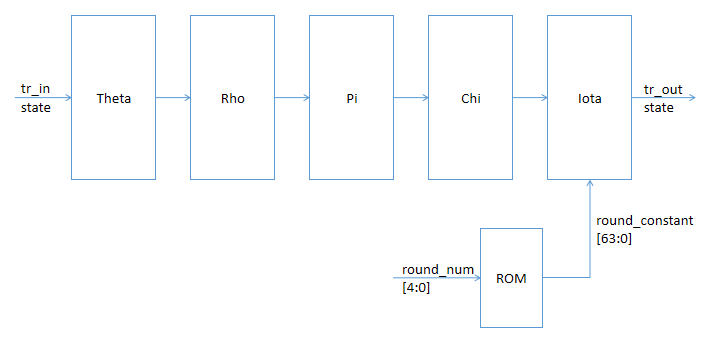 tr_in
state
Theta
Rho
Pi
Chi
Iota
tr_out
state
round_constant
[63:0]
round_num
[4:0]
ROM